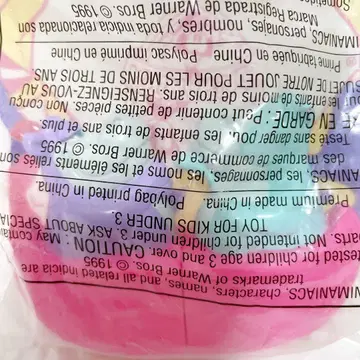 NIMANIACS, characters, names, and all related indicia are
trademarks of Warner Bros. © 1995
tested for children age 3 and over. CAUTION: May contai
parts. Not intended for children under 3. ASK ABOUT SPECIA
TOY FOR KIDS UNDER 3.
Premium made in China. Polybag printed in China.
ANIACS, les personnages, les noms et les éléments reliés son
des marques de commerce de Warner Bros. © 1995
Testé sans danger pour les enfants de trois ans et plus.
RE EN GARDE: Peut contenir de petites pièces. Non conçu
les enfants de moins de trois ans. RENSEIGNEZ-VOUS AU
SUJET DE NOTRE JOUET POUR LES MOINS DE TROIS ANS.
Prime fabriquée en Chine Polysac imprimé en Chine
IMANIACS, personajes, nombres, y toda indicia relacionada son
Marca Registrada de Warner Bros. © 1995